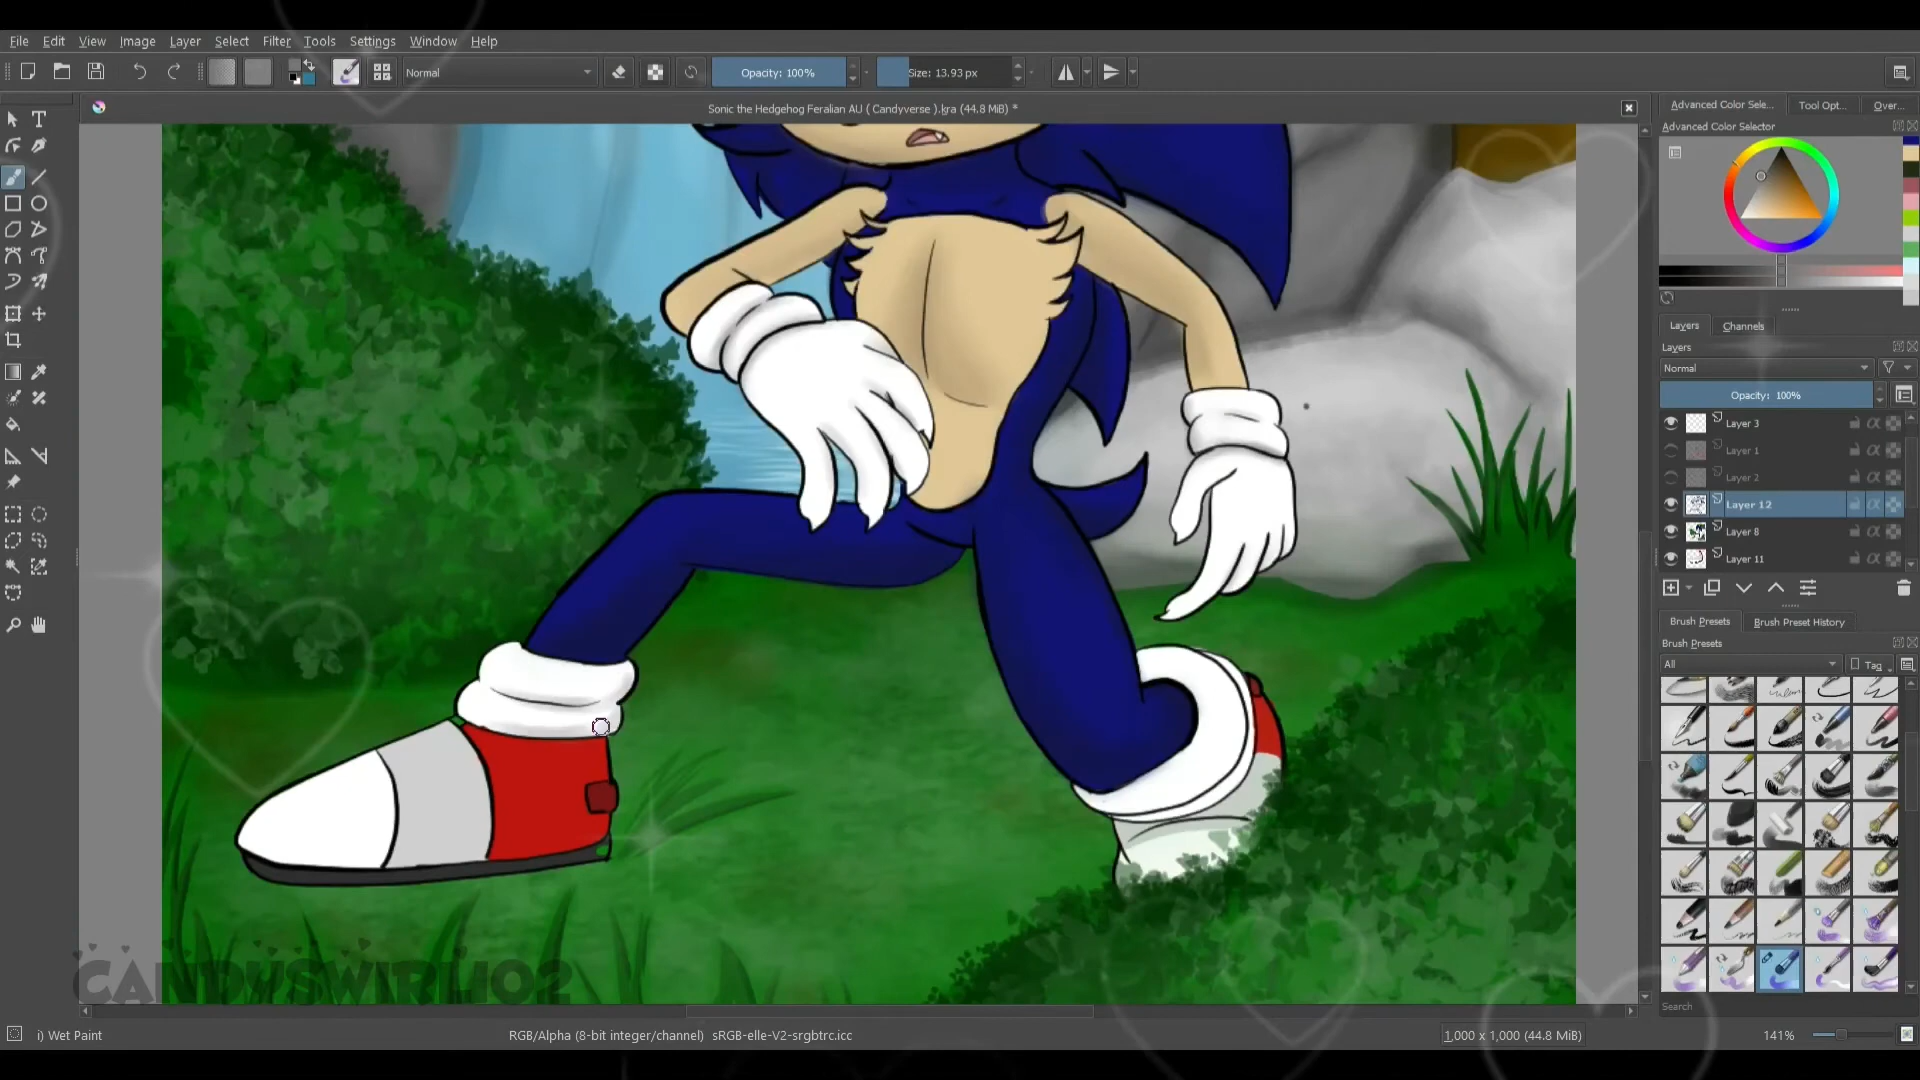 File Edit View Image Layer Select Filter Tools Settings Window Help
Normal Opacity: 100% Size: 13.93 px
Sonic the Hedgehog Feralian AU ( Candyverse ).kra (44.8 MiB) *
Advanced Color Sele... Tool Opt... Over...
Advanced Color Selector
Layers Channels
Layers
Normal
Opacity: 100%
Layer 3
Layer 1
Layer 2
Layer 12
Layer 8
Layer 11
Brush Presets Brush Preset History
Brush Presets
All Tag
Search
CANDYSWIRL102
i) Wet Paint RGB/Alpha (8-bit integer/channel) sRGB-elle-V2-srgbtrc.icc 1,000 x 1,000 (44.8 MiB) 141%